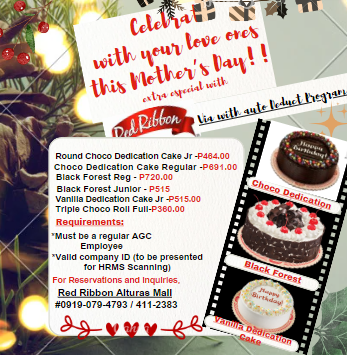 Celebra
with your love ones
this Mother's Day!!
extra especial with
Red Ribbon
Via with auto Deduct Program
Round Choco Dedication Cake Jr -P464.00
Choco Dedication Cake Regular -P691.00
Black Forest Reg - P720.00
Black Forest Junior - P515
Vanilla Dedication Cake Jr -P515.00
Triple Choco Roll Full-P360.00
Requirements:
*Must be a regular AGC
Employee
*Valid company ID (to be presented
for HRMS Scanning)
For Reservations and Inquiries,
Red Ribbon Alturas Mall
#0919-079-4793 / 411-2383
Happy
Birthday!
Choco Dedication
Black Forest
Happy
Birthday!
Vanilla Dedication
Cake